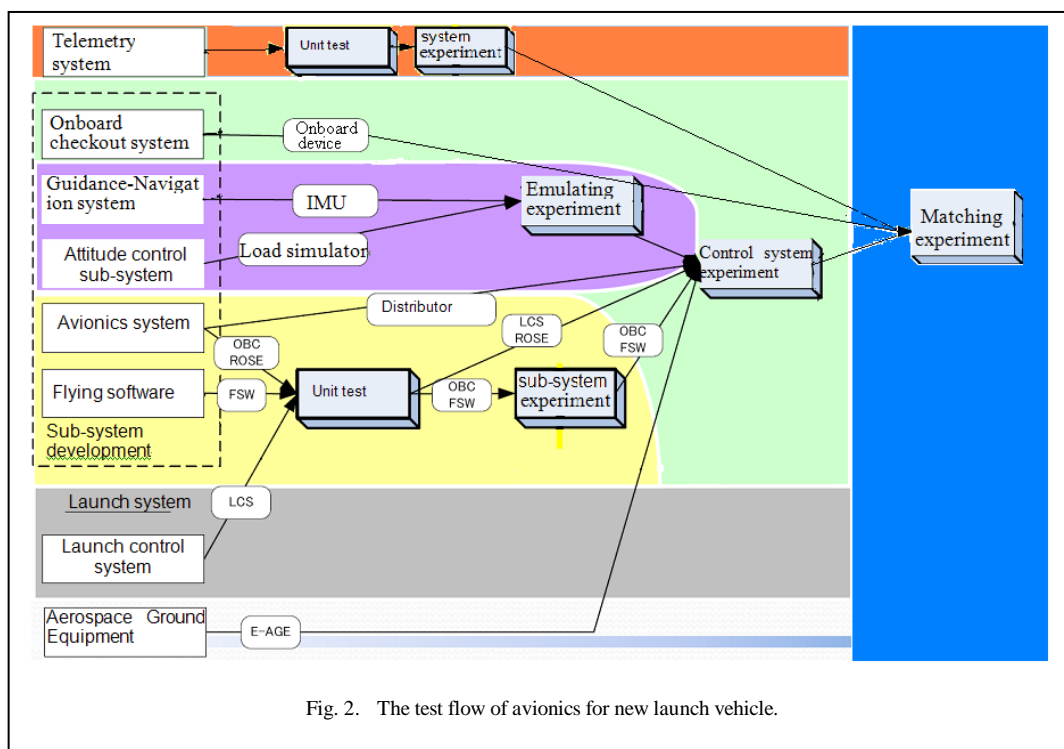 Telemetry
system
Unit test
system
experiment
Onboard
checkout system
Onboard
device
Guidance-Navigat
ion system
IMU
Emulating
experiment
Matching
experiment
Attitude control
sub-system
Load simulator
Control system
experiment
Avionics system
Distributor
LCS
ROSE
OBC
FSW
OBC
ROSE
Flying software
FSW
Unit test
OBC
FSW
sub-system
experiment
Sub-system
development
Launch system
LCS
Launch control
system
Aerospace Ground
Equipment
E-AGE
Fig. 2. The test flow of avionics for new launch vehicle.